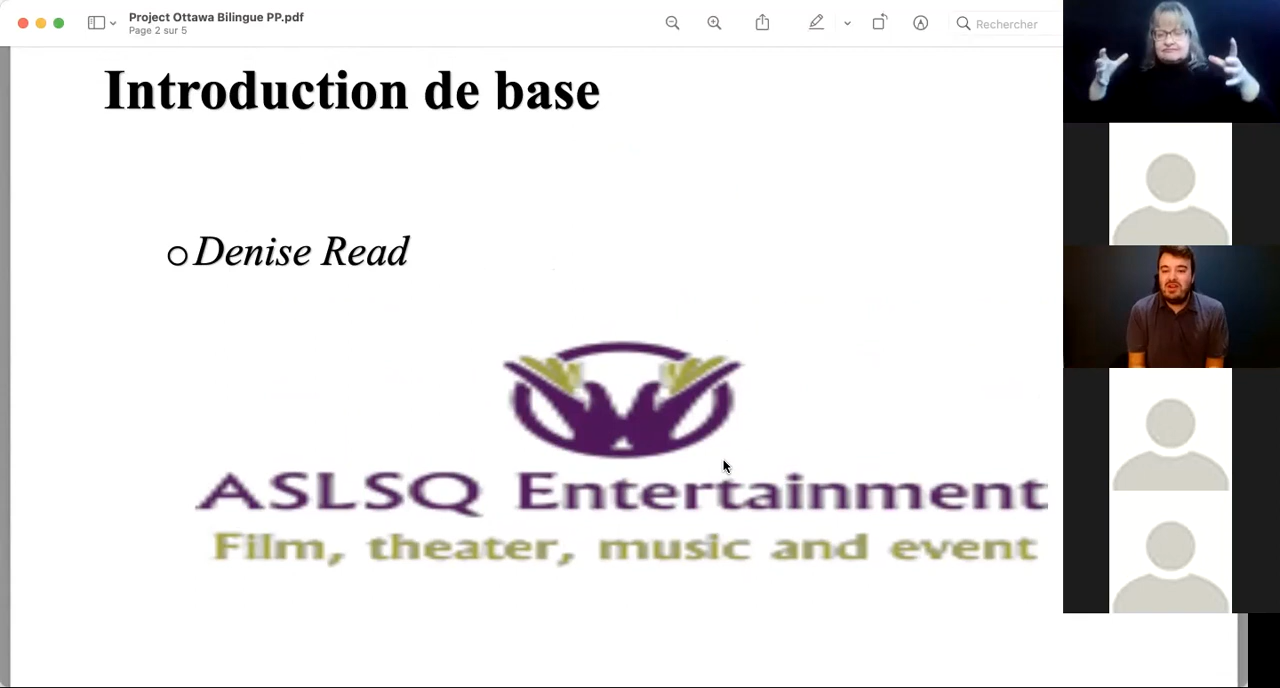 Project Ottawa Bilingue PP.pdf
Page 2 sur 5
Rechercher
Introduction de base
Denise Read
ASLSQ Entertainment
Film, theater, music and event